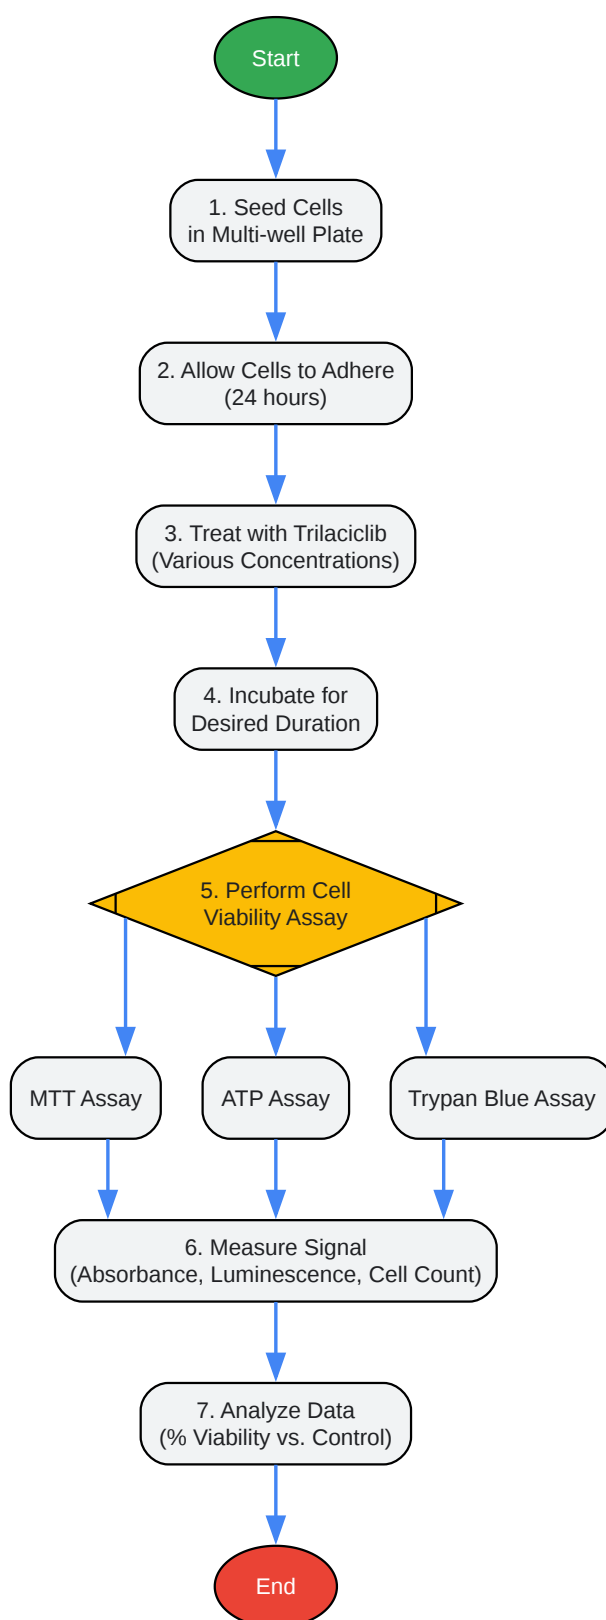 Start
1. Seed Cells
in Multi-well Plate
2. Allow Cells to Adhere
(24 hours)
3. Treat with Trilaciclib
(Various Concentrations)
4. Incubate for
Desired Duration
5. Perform Cell
Viability Assay
MTT Assay
ATP Assay
Trypan Blue Assay
6. Measure Signal
(Absorbance, Luminescence, Cell Count)
7. Analyze Data
(% Viability vs. Control)
End